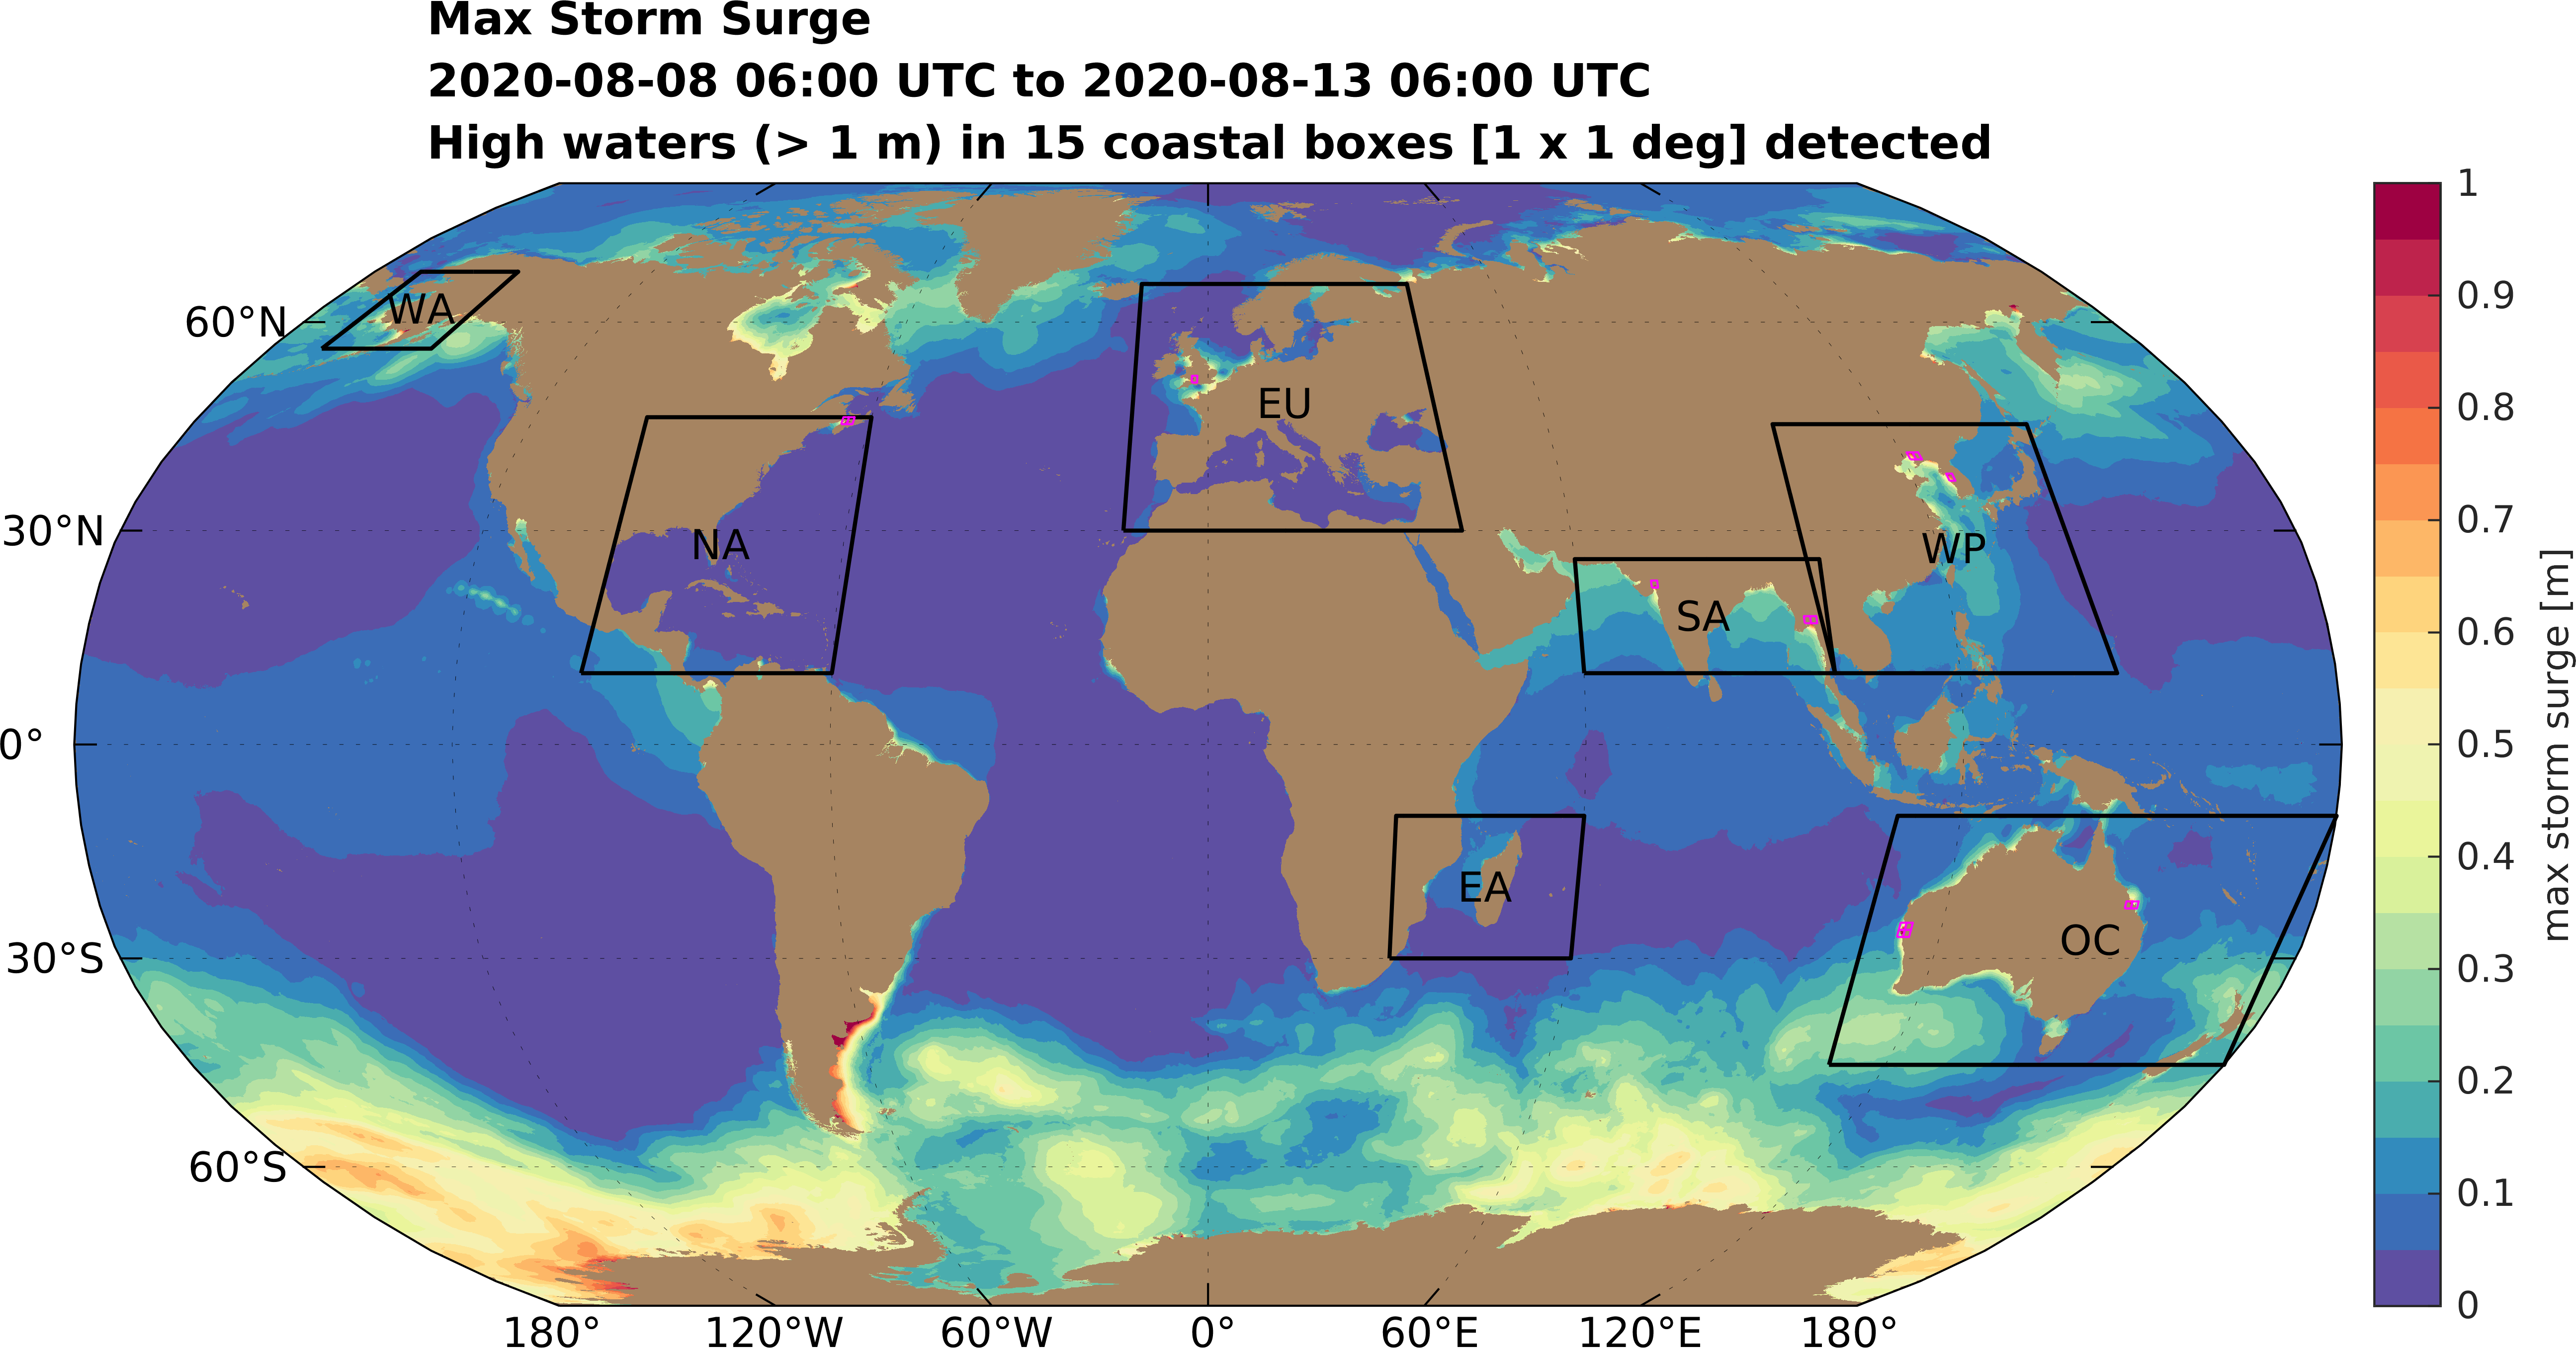 Max Storm Surge
2020-08-08 06:00 UTC to 2020-08-13 06:00 UTC
High waters (> 1 m) in 15 coastal boxes [1 x 1 deg] detected
60°N
30°N
0°
30°S
60°S
WA
NA
EU
SA
WP
EA
OC
180°
120°W
60°W
0°
60°E
120°E
180°
1
0.9
0.8
0.7
0.6
0.5
0.4
0.3
0.2
0.1
0
max storm surge [m]